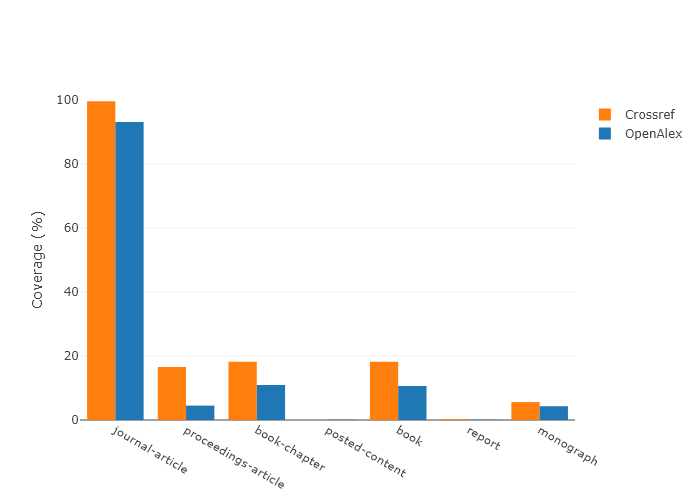 100
80
60
40
20
0
Coverage (%)
journal-article
proceedings-article
book-chapter
posted-content
book
report
monograph
Crossref
OpenAlex